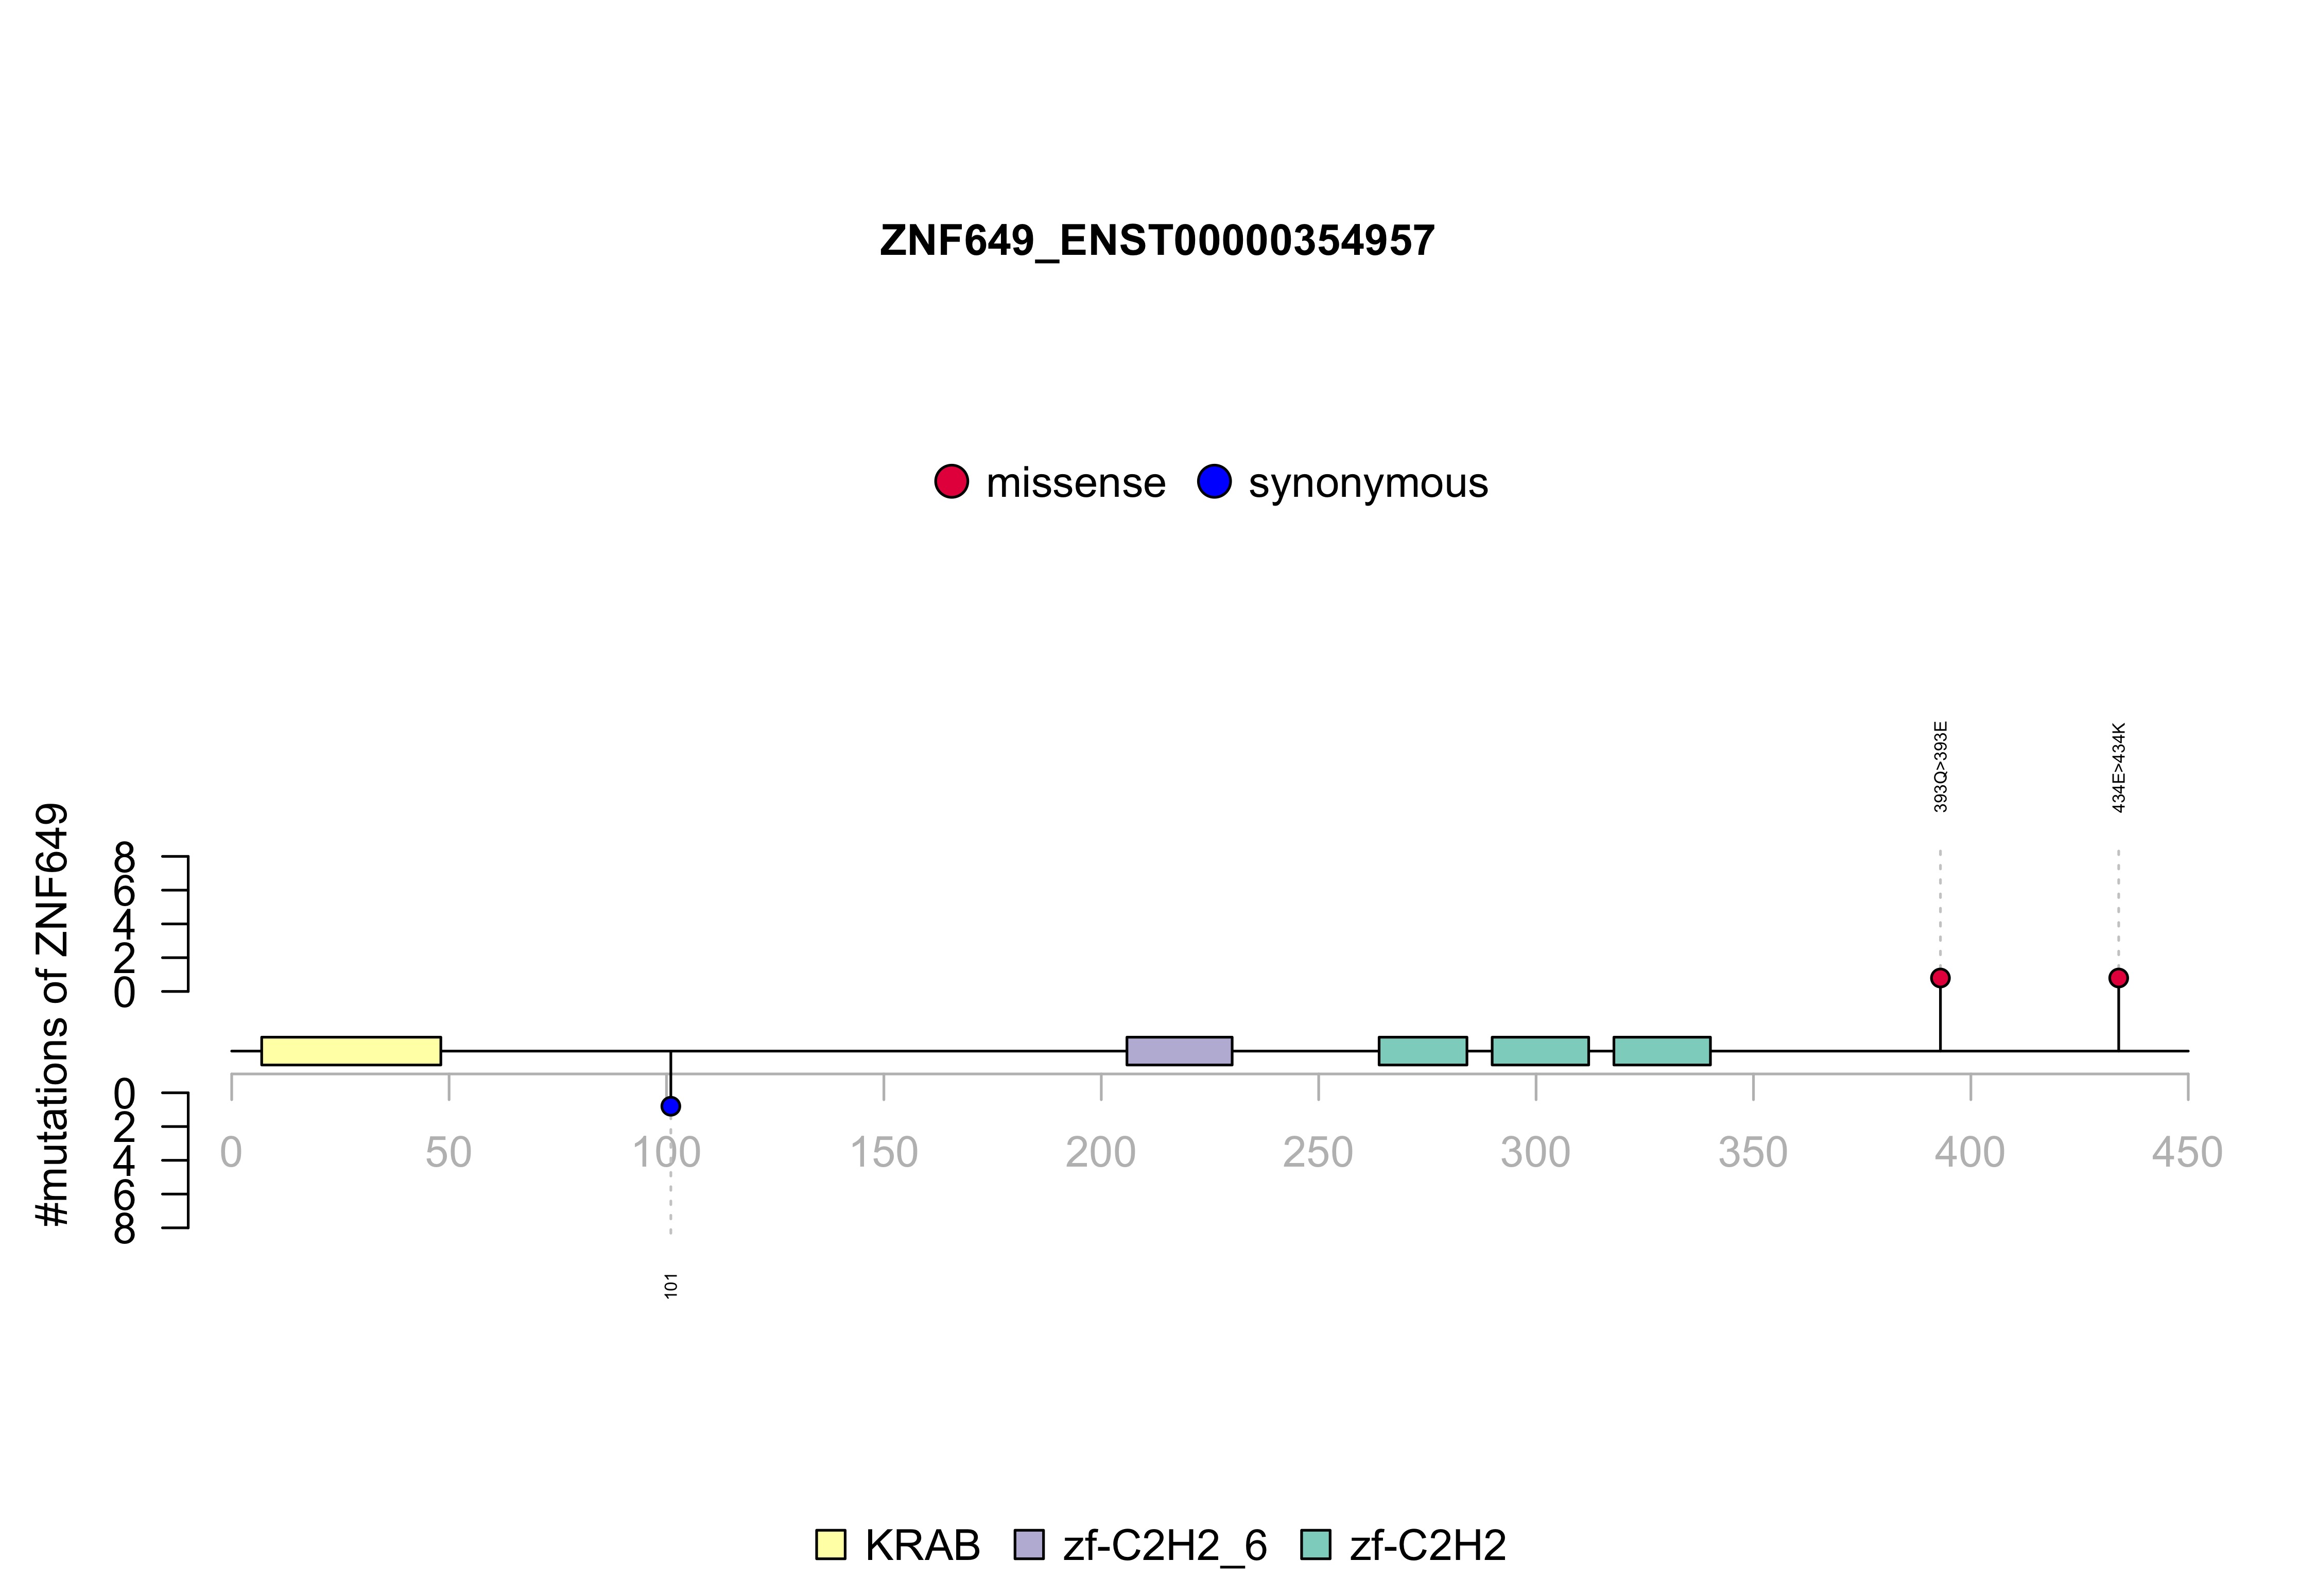 ZNF649_ENST00000354957
missense synonymous
393Q>393E 434E>434K
#mutations of ZNF649
8
6
4
2
0
0
2
4
6
8
0 50 100 150 200 250 300 350 400 450
101
KRAB zf-C2H2_6 zf-C2H2